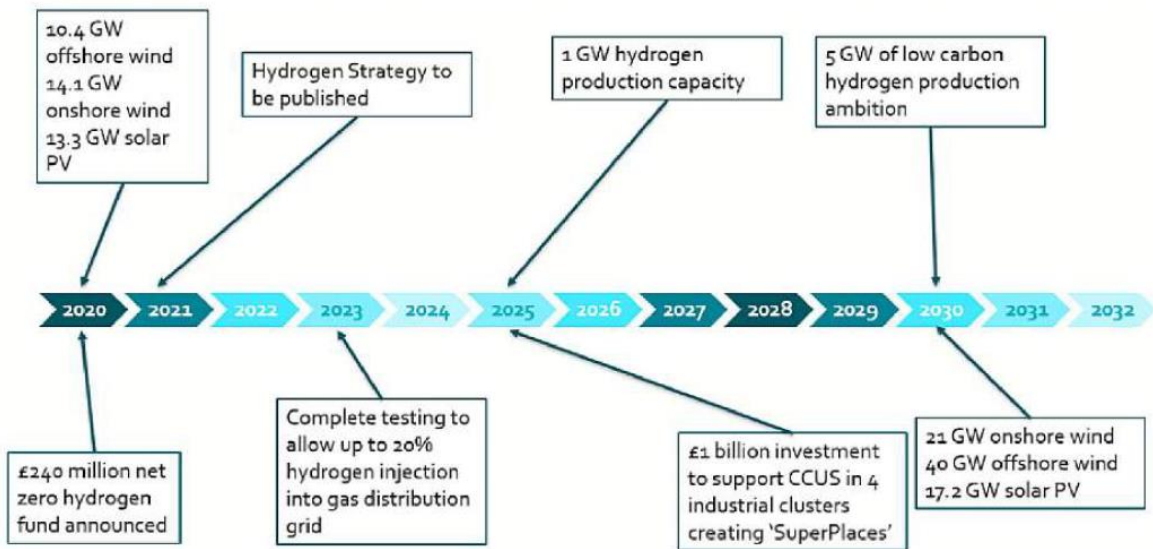 10.4 GW
offshore wind
14.1 GW
onshore wind
13.3 GW solar
PV
Hydrogen Strategy to
be published
1 GW hydrogen
production capacity
5 GW of low carbon
hydrogen production
ambition
2020 2021 2022 2023 2024 2025 2026 2027 2028 2029 2030 2031 2032
£240 million net
zero hydrogen
fund announced
Complete testing to
allow up to 20%
hydrogen injection
into gas distribution
grid
£1 billion investment
to support CCUS in 4
industrial clusters
creating ‘SuperPlaces’
21 GW onshore wind
40 GW offshore wind
17.2 GW solar PV